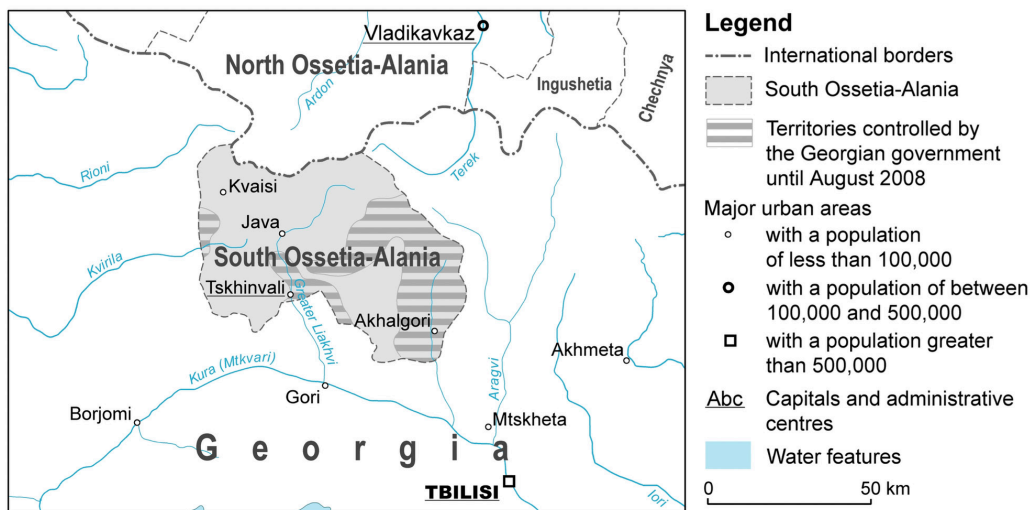 Vladikavkaz
North Ossetia-Alania
Ardon
Ingushetia
Chechnya
Terek
Rioni
Kvaisi
Java
Kvirila
South Ossetia-Alania
Tskhinvali
Greater Liakhvi
Akhalgori
Aragvi
Akhmeta
Kura (Mtkvari)
Gori
Borjomi
Mtskheta
Georgia
TBILISI
Iori
Legend
International borders
South Ossetia-Alania
Territories controlled by
the Georgian government
until August 2008
Major urban areas
with a population
of less than 100,000
with a population of between
100,000 and 500,000
with a population greater
than 500,000
Abc Capitals and administrative
centres
Water features
0 50 km